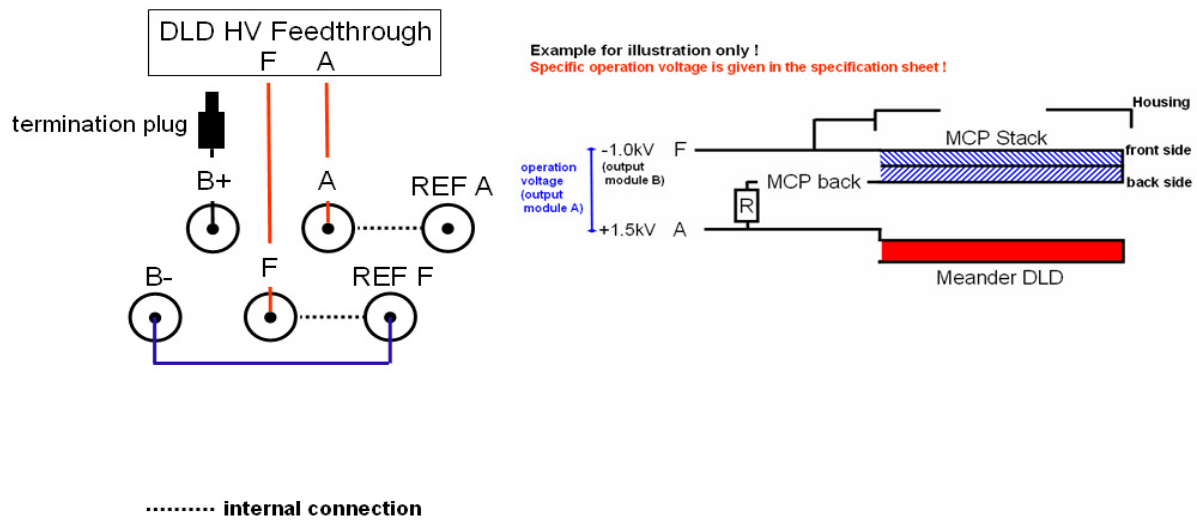 DLD HV Feedthrough
F A
termination plug
B+ A REF A
B- F REF F
Example for illustration only !
Specific operation voltage is given in the specification sheet !
Housing
MCP Stack
-1.0kV F front side
(output
module B)
operation
voltage
(output
module A)
MCP back back side
R
+1.5kV A
Meander DLD
internal connection